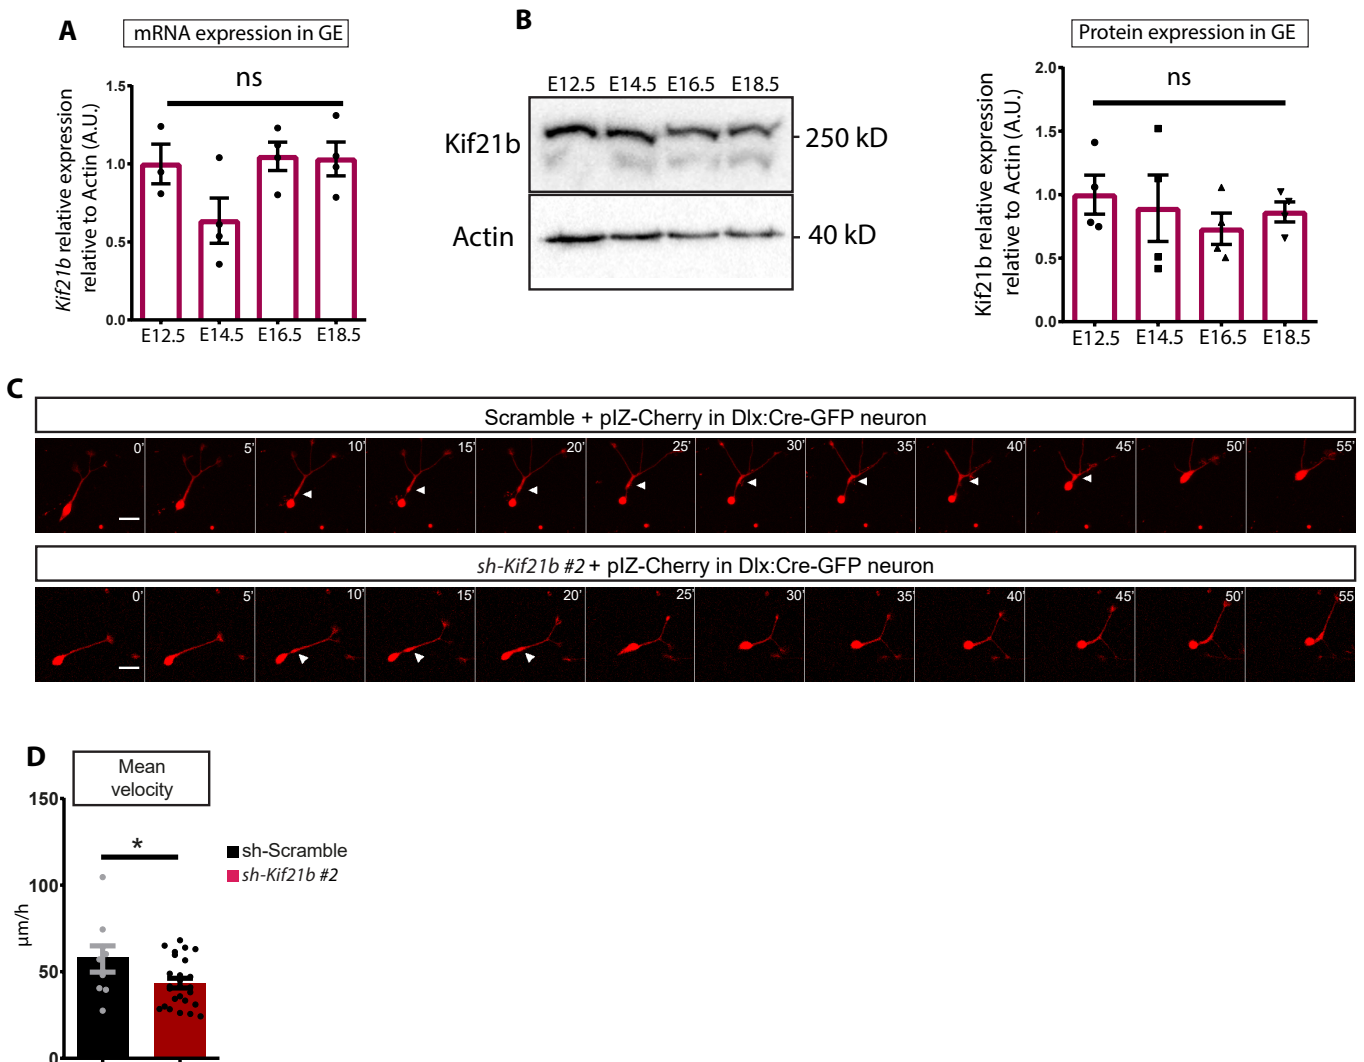 A
mRNA expression in GE
Kif21b relative expression
relative to Actin (A.U.)
1.5
1.0
0.5
0.0
ns
E12.5 E14.5 E16.5 E18.5
B
E12.5 E14.5 E16.5 E18.5
Kif21b
250 kD
Actin
40 kD
Protein expression in GE
Kif21b relative expression
relative to Actin (A.U.)
2.0
1.5
1.0
0.5
0.0
ns
E12.5 E14.5 E16.5 E18.5
C
Scramble + pIZ-Cherry in Dlx:Cre-GFP neuron
0' 5' 10' 15' 20' 25' 30' 35' 40' 45' 50' 55'
sh-Kif21b #2 + pIZ-Cherry in Dlx:Cre-GFP neuron
0' 5' 10' 15' 20' 25' 30' 35' 40' 45' 50' 55
D
Mean
velocity
µm/h
150
100
50
0
*
sh-Scramble
sh-Kif21b #2